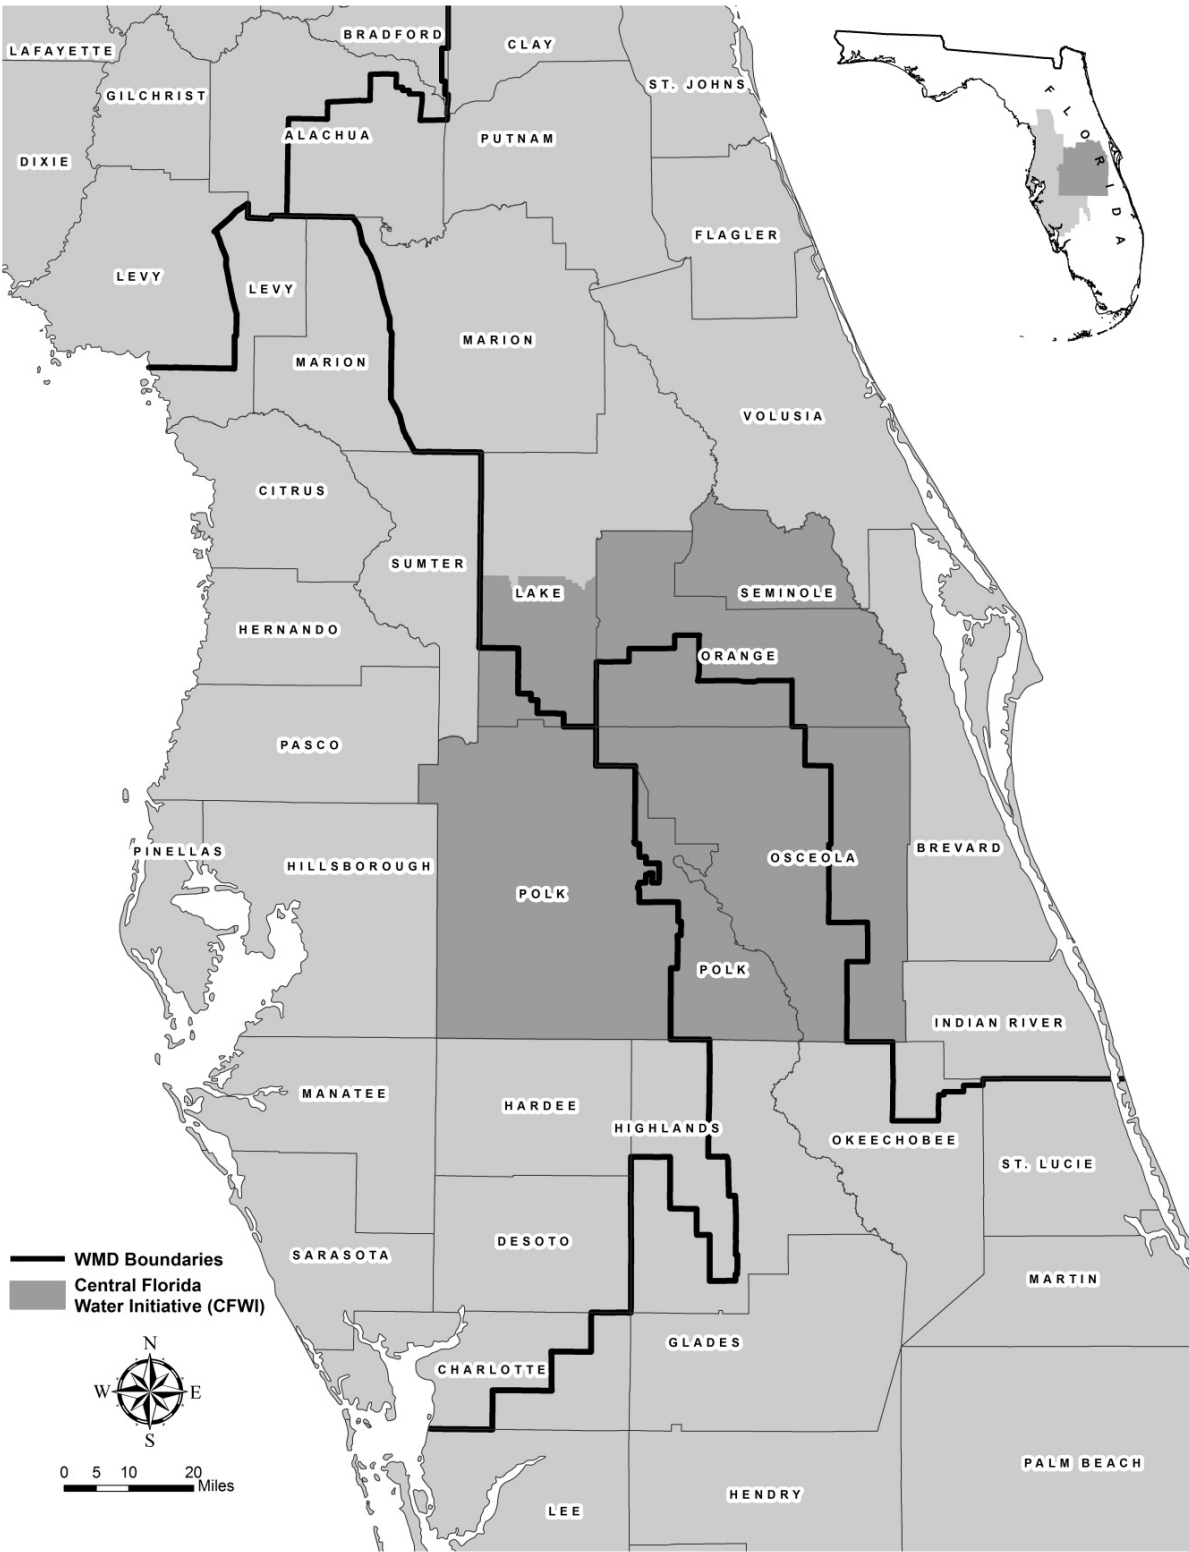 BRADFORD
CLAY
LAFAYETTE
ST. JOHNS
GILCHRIST
ALACHUA
PUTNAM
DIXIE
FLORIDA
FLAGLER
LEVY
LEVY
MARION
MARION
VOLUSIA
CITRUS
SUMTER
LAKE
SEMINOLE
HERNANDO
ORANGE
PASCO
PINELLAS
HILLSBOROUGH
OSCEOLA
BREVARD
POLK
POLK
INDIAN RIVER
MANATEE
HARDEE
HIGHLANDS
OKEECHOBEE
ST. LUCIE
DESOTO
SARASOTA
WMD Boundaries
Central Florida
Water Initiative (CFWI)
MARTIN
GLADES
CHARLOTTE
N
W E
S
0 5 10 20
Miles
PALM BEACH
HENDRY
LEE